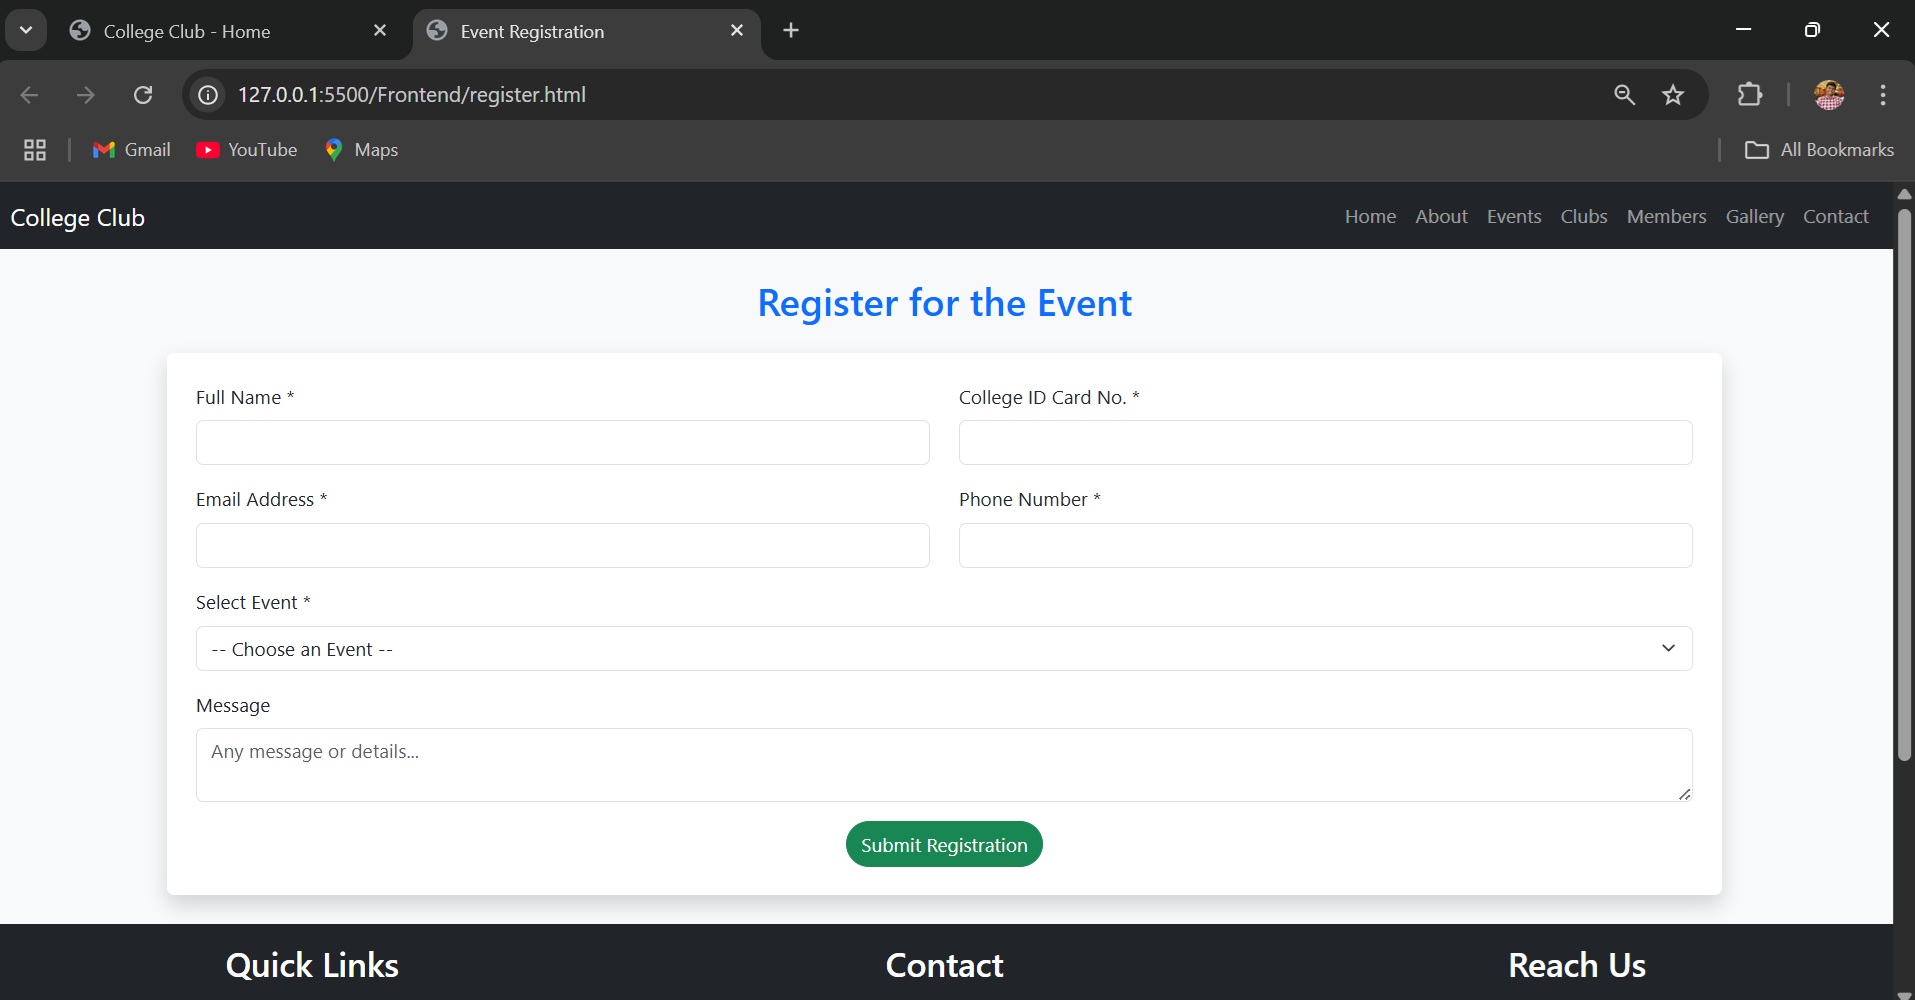 College Club - Home
Event Registration
127.0.0.1:5500/Frontend/register.html
Gmail YouTube Maps All Bookmarks
College Club Home About Events Clubs Members Gallery Contact
Register for the Event
Full Name * College ID Card No. *
Email Address * Phone Number *
Select Event *
-- Choose an Event --
Message
Any message or details...
Submit Registration
Quick Links Contact Reach Us